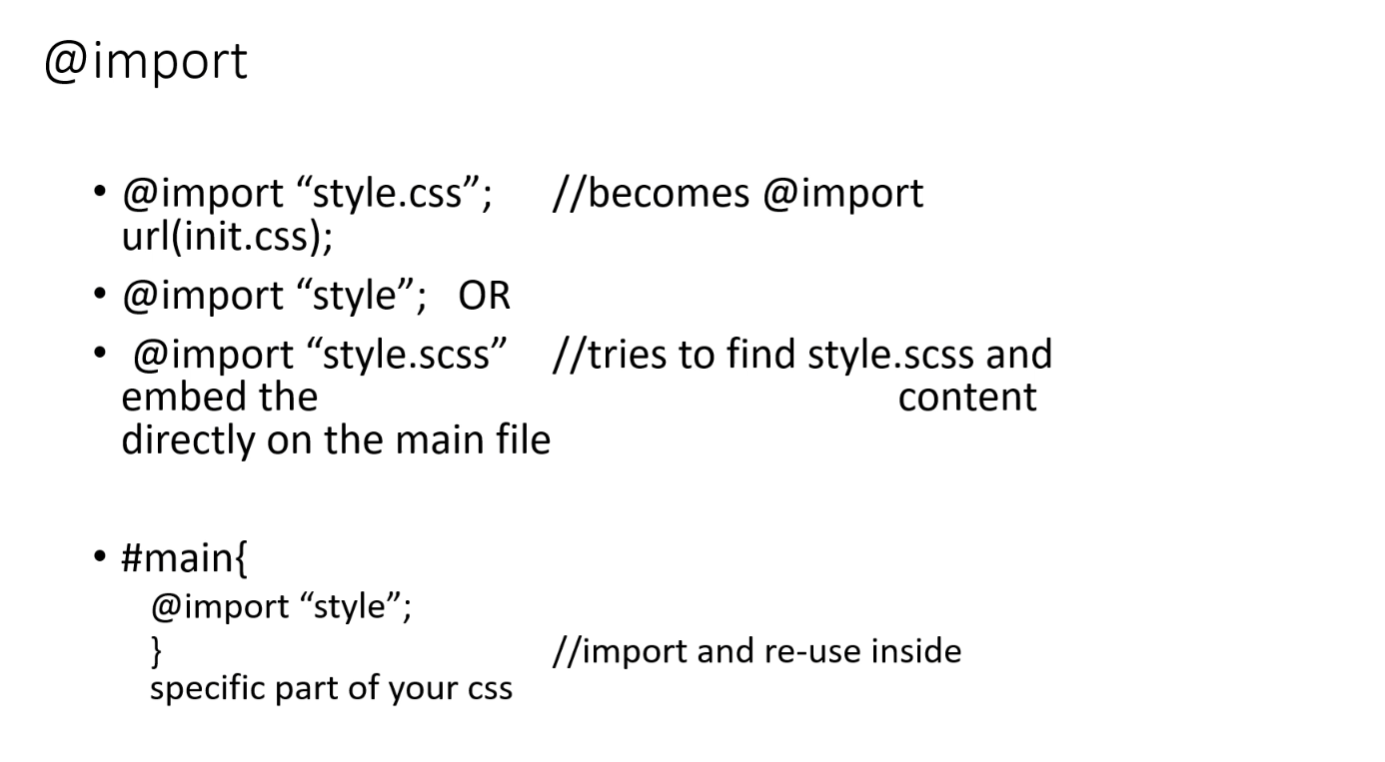 @import
• @import “style.css”; //becomes @import
url(init.css);
• @import “style”; OR
• @import “style.scss” //tries to find style.scss and
embed the content
directly on the main file
• #main{
@import “style”;
} //import and re-use inside
specific part of your css